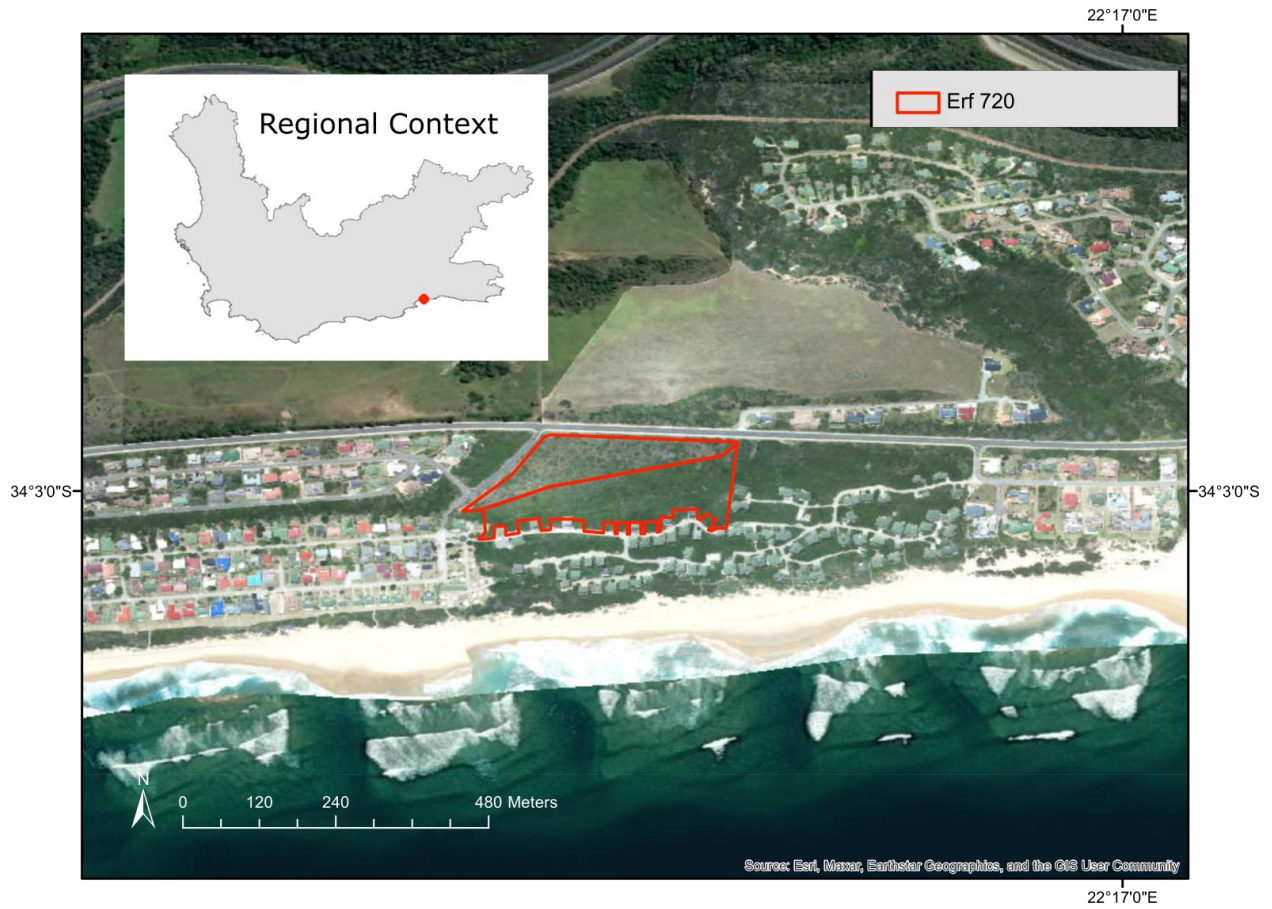 22°17'0"E
Regional Context
Erf 720
34°3'0"S
34°3'0"S
N
0 120 240 480 Meters
Source: Esri, Maxar, Earthstar Geographics, and the GIS User Community
22°17'0"E